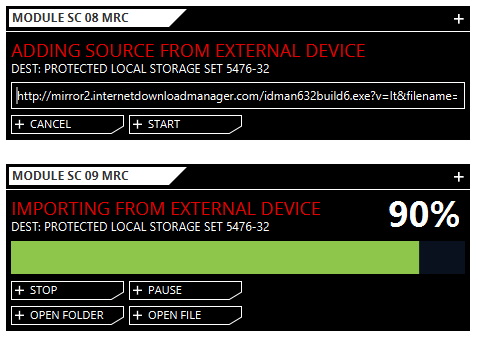 MODULE SC 08 MRC
+
ADDING SOURCE FROM EXTERNAL DEVICE
DEST: PROTECTED LOCAL STORAGE SET 5476-32
http://mirror2.internetdownloadmanager.com/idman632build6.exe?v=lt&filename=
+ CANCEL + START
MODULE SC 09 MRC
+
IMPORTING FROM EXTERNAL DEVICE 90%
DEST: PROTECTED LOCAL STORAGE SET 5476-32
+ STOP + PAUSE
+ OPEN FOLDER + OPEN FILE